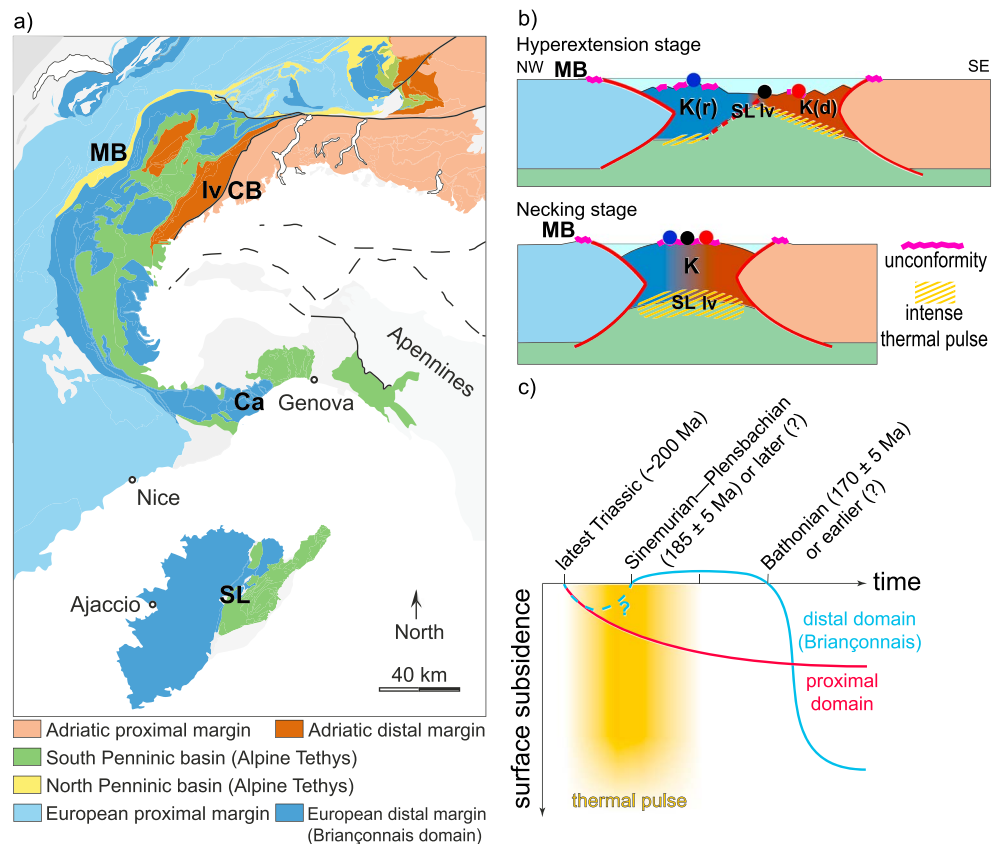 a)
MB
Iv CB
Apennines
Ca
Genova
Nice
Ajaccio
SL
North
40 km
Adriatic proximal margin
Adriatic distal margin
South Penninic basin (Alpine Tethys)
North Penninic basin (Alpine Tethys)
European proximal margin
European distal margin
(Briançonnais domain)
b)
Hyperextension stage
NW
SE
MB
K(r)
SL Iv
K(d)
Necking stage
MB
K
SL Iv
unconformity
intense
thermal pulse
c)
latest Triassic (~200 Ma)
Sinemurian—Plensbachian
(185 ± 5 Ma) or later (?)
Bathonian (170 ± 5 Ma)
or earlier (?)
time
surface subsidence
?
distal domain
(Briançonnais)
proximal
domain
thermal pulse